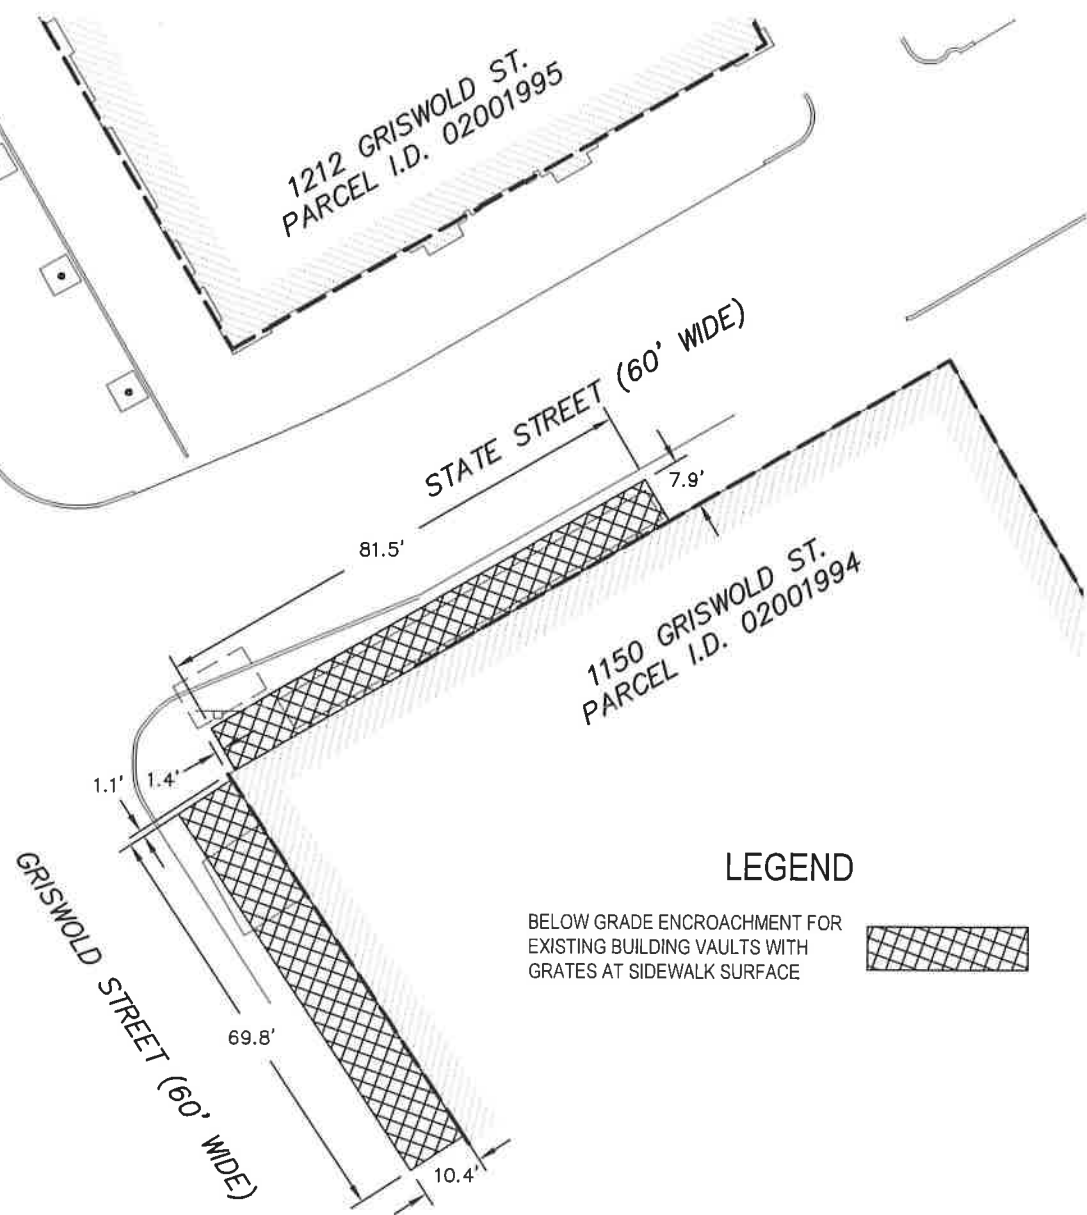 1212 GRISWOLD ST.
PARCEL I.D. 02001995
STATE STREET (60' WIDE)
7.9'
81.5'
1150 GRISWOLD ST.
PARCEL I.D. 02001994
1.1'
1.4'
GRISWOLD STREET (60' WIDE)
69.8'
10.4'
LEGEND
BELOW GRADE ENCROACHMENT FOR
EXISTING BUILDING VAULTS WITH
GRATES AT SIDEWALK SURFACE